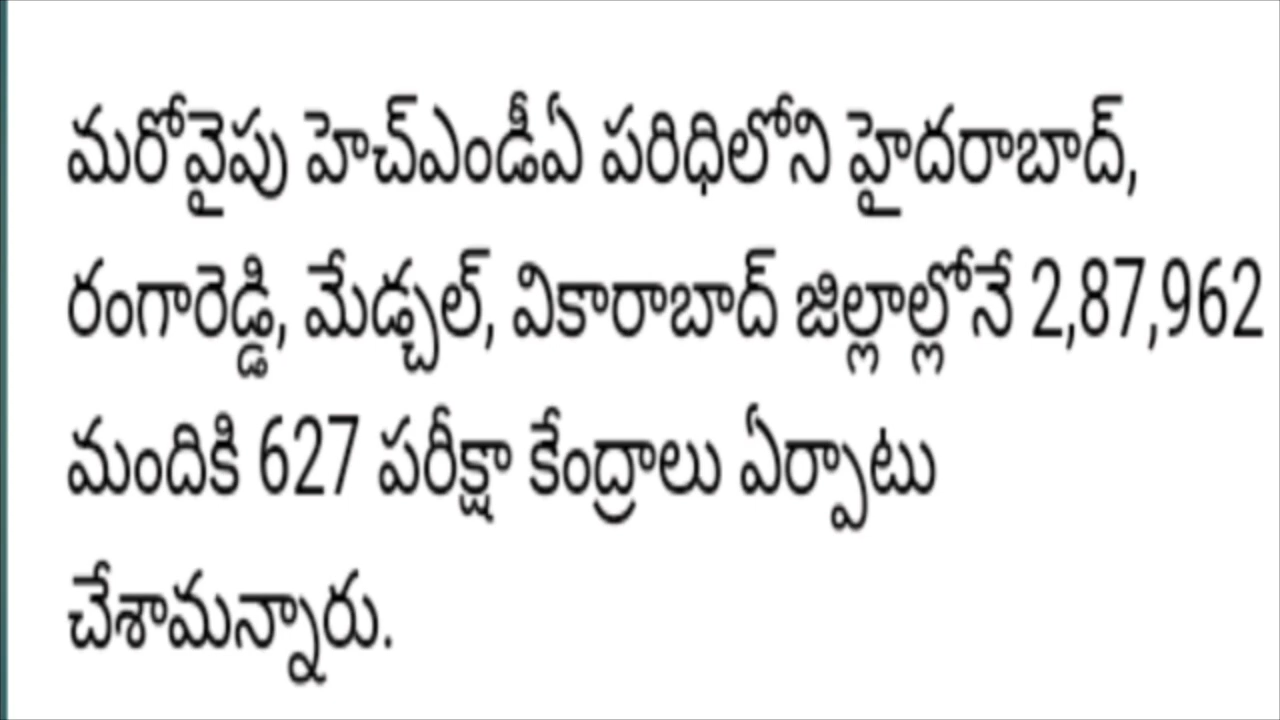 మరోవైపు హెచ్ఎండీఏ పరిధిలోని హైదరాబాద్,
రంగారెడ్డి, మేడ్చల్, వికారాబాద్ జిల్లాల్లోనే 2,87,962
మందికి 627 పరీక్షా కేంద్రాలు ఏర్పాటు
చేశామన్నారు.